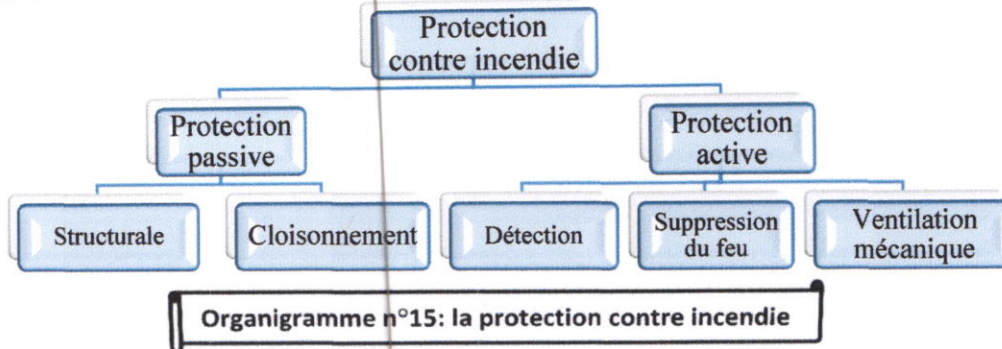 Protection
contre incendie
Protection
passive
Protection
active
Structurale
Cloisonnement
Détection
Suppression
du feu
Ventilation
mécanique
Organigramme n°15: la protection contre incendie